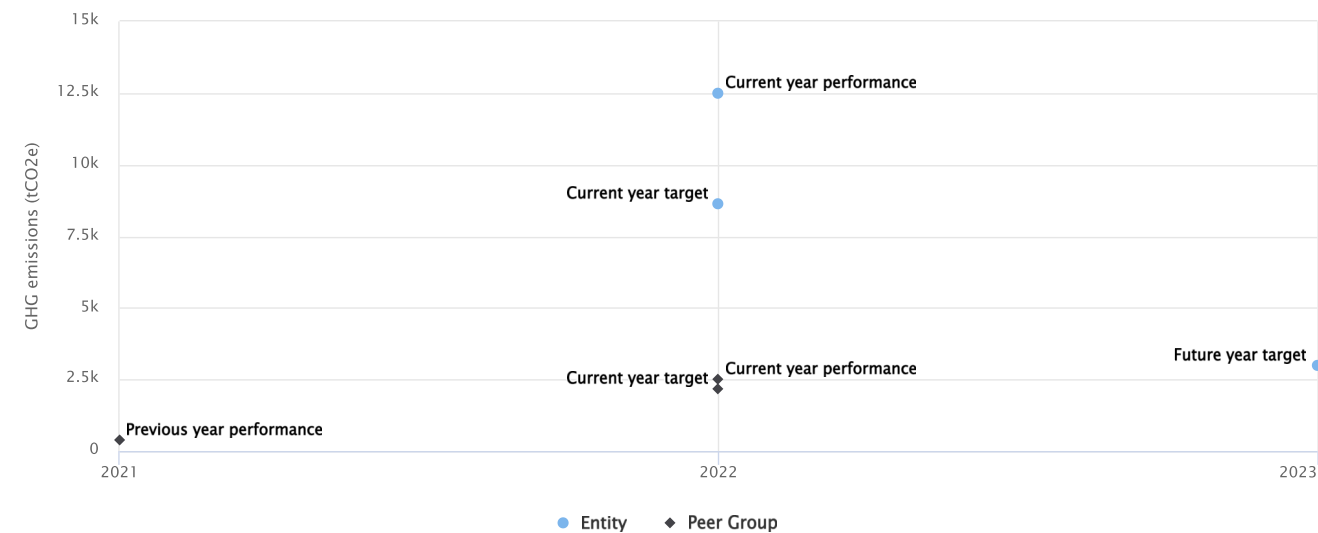 15k
Current year performance
12.5k
10k
Current year target
GHG emissions (tCO2e)
7.5k
5k
Future year target
Current year performance
2.5k
Current year target
Previous year performance
0
2021
2022
2023
Entity
Peer Group